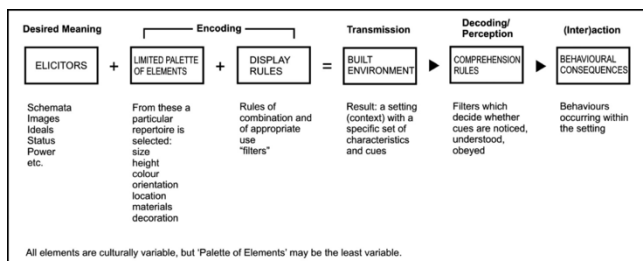 Desired Meaning
Encoding
Transmission
Decoding/
Perception
(Inter)action
ELICITORS
+
LIMITED PALETTE
OF ELEMENTS
+
DISPLAY
RULES
=
BUILT
ENVIRONMENT
COMPREHENSION
RULES
BEHAVIOURAL
CONSEQUENCES
Schemata
Images
Ideals
Status
Power
etc.
From these a
particular
repertoire is
selected:
size
height
colour
orientation
location
materials
decoration
Rules of
combination and
of appropriate
use
"filters"
Result: a setting
(context) with a
specific set of
characteristics
and cues
Filters which
decide whether
cues are noticed,
understood,
obeyed
Behaviours
occurring within
the setting
All elements are culturally variable, but 'Palette of Elements' may be the least variable.